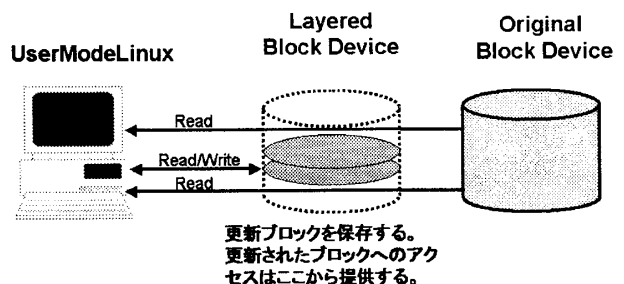 UserModeLinux
Layered
Block Device
Original
Block Device
Read
Read/Write
Read
更新ブロックを保存する。
更新されたブロックへのアク
セスはここから提供する。